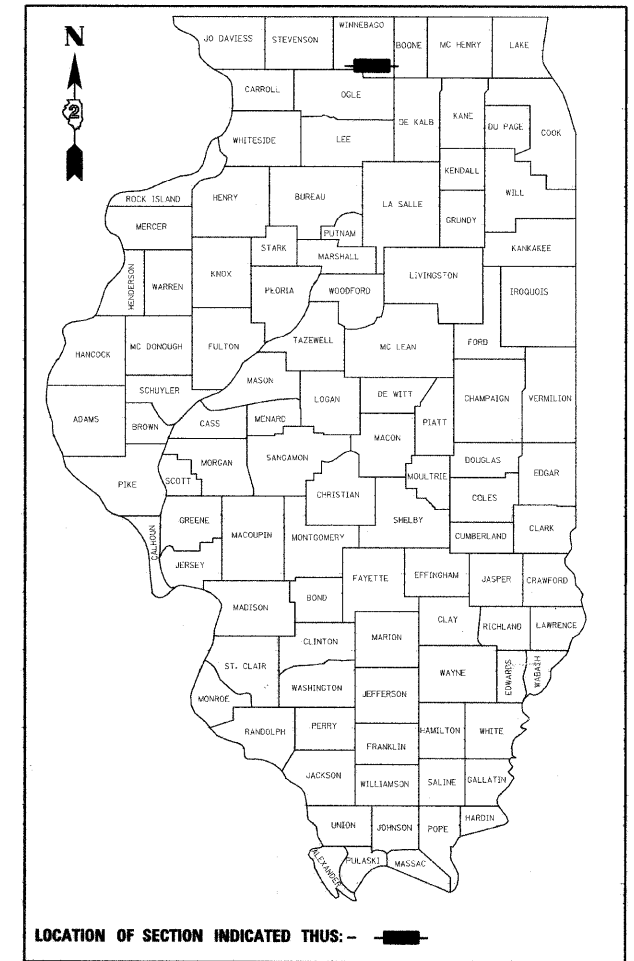 N
2
JO DAVIESS
STEVENSON
WINNEBAGO
BOONE
MC HENRY
LAKE
CARROLL
OGLE
DE KALB
KANE
DU PAGE
COOK
WHITESIDE
LEE
KENDALL
WILL
ROCK ISLAND
HENRY
BUREAU
LA SALLE
GRUNDY
MERCER
PUTNAM
STARK
MARSHALL
KANKAKEE
HENDERSON
WARREN
KNOX
PEORIA
WOODFORD
LIVINGSTON
IROQUOIS
HANCOCK
MC DONOUGH
FULTON
TAZEWELL
MC LEAN
FORD
SCHUYLER
MASON
LOGAN
DE WITT
CHAMPAIGN
VERMILION
ADAMS
BROWN
CASS
MENARD
PIATT
MACON
MORGAN
SANGAMON
DOUGLAS
EDGAR
PIKE
SCOTT
CHRISTIAN
MOULTRIE
COLES
GREENE
MACOUPIN
MONTGOMERY
SHELBY
CUMBERLAND
CLARK
CALHOUN
JERSEY
FAYETTE
EFFINGHAM
JASPER
CRAWFORD
MADISON
BOND
CLAY
RICHLAND
LAWRENCE
CLINTON
MARION
ST. CLAIR
WAYNE
EDWARDS
WABASH
WASHINGTON
JEFFERSON
MONROE
RANDOLPH
PERRY
HAMILTON
WHITE
FRANKLIN
JACKSON
WILLIAMSON
SALINE
GALLATIN
UNION
JOHNSON
POPE
HARDIN
ALEXANDER
PULASKI
MASSAC
LOCATION OF SECTION INDICATED THUS: -